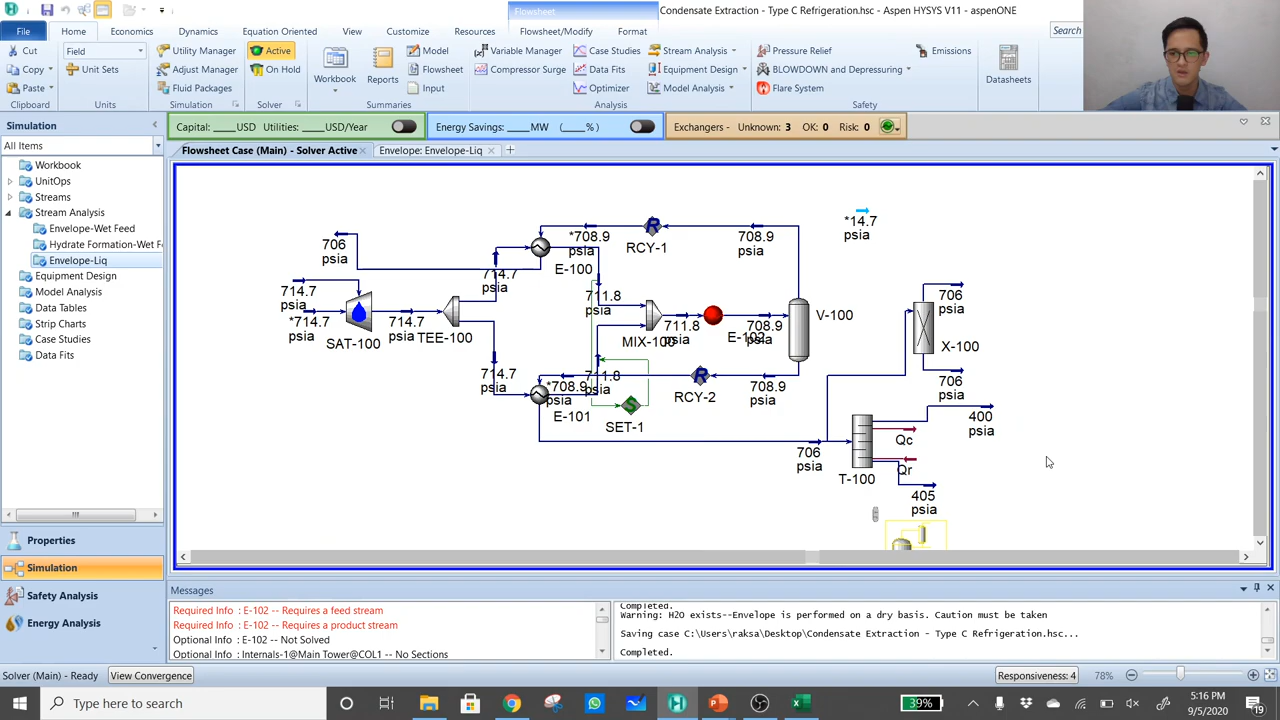 Flowsheet
Condensate Extraction - Type C Refrigeration.hsc - Aspen HYSYS V11 - aspenONE
File
Home
Economics
Dynamics
Equation Oriented
View
Customize
Resources
Flowsheet/Modify
Format
Search
Cut
Copy
Paste
Clipboard
Field
Unit Sets
Units
Utility Manager
Adjust Manager
Fluid Packages
Simulation
Active
On Hold
Solver
Workbook
Reports
Model
Flowsheet
Input
Summaries
Variable Manager
Compressor Surge
Case Studies
Data Fits
Optimizer
Stream Analysis
Equipment Design
Model Analysis
Analysis
Pressure Relief
BLOWDOWN and Depressuring
Flare System
Safety
Emissions
Datasheets
Simulation
Capital: ____USD Utilities: ____USD/Year
Energy Savings: ____MW (____%)
Exchangers - Unknown: 3 OK: 0 Risk: 0
All Items
Flowsheet Case (Main) - Solver Active
Envelope: Envelope-Liq
Workbook
UnitOps
Streams
Stream Analysis
Envelope-Wet Feed
Hydrate Formation-Wet F
Envelope-Liq
Equipment Design
Model Analysis
Data Tables
Strip Charts
Case Studies
Data Fits
Properties
Simulation
Safety Analysis
Energy Analysis
706
psia
714.7
psia
*714.7
psia
SAT-100
714.7
psia
TEE-100
714.7
psia
714.7
psia
*708.9
psia
E-100
RCY-1
708.9
psia
711.8
psia
MIX-100
711.8
psia
E-102
708.9
psia
V-100
*14.7
psia
711.8
psia
*708.9
psia
E-101
SET-1
RCY-2
708.9
psia
706
psia
X-100
706
psia
706
psia
T-100
Qc
Qr
400
psia
405
psia
Messages
Required Info : E-102 -- Requires a feed stream
Required Info : E-102 -- Requires a product stream
Optional Info : E-102 -- Not Solved
Optional Info : Internals-1@Main Tower@COL1 -- No Sections
Completed.
Warning: H2O exists--Envelope is performed on a dry basis. Caution must be taken
Saving case C:\Users\raksa\Desktop\Condensate Extraction - Type C Refrigeration.hsc...
Completed.
Solver (Main) - Ready
View Convergence
Responsiveness: 4
78%
Type here to search
39%
5:16 PM
9/5/2020
19